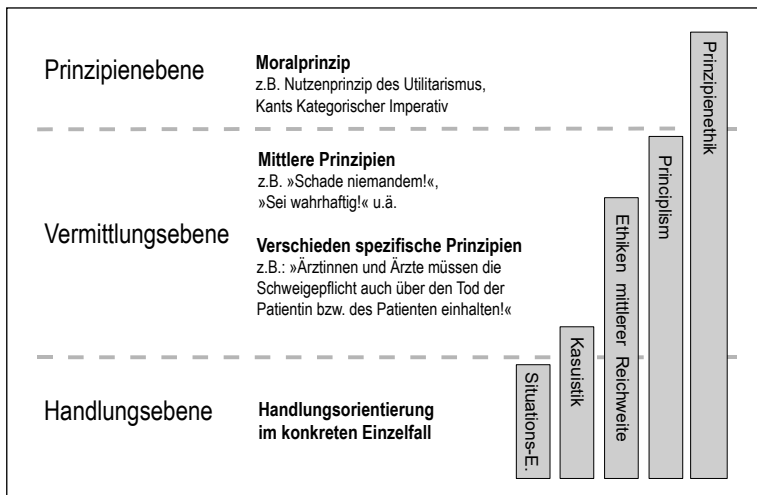 Prinzipienebene
Moralprinzip
z.B. Nutzenprinzip des Utilitarismus,
Kants Kategorischer Imperativ
Vermittlungsebene
Mittlere Prinzipien
z.B. »Schade niemandem!«,
»Sei wahrhaftig!« u.ä.
Verschieden spezifische Prinzipien
z.B.: »Ärztinnen und Ärzte müssen die
Schweigepflicht auch über den Tod der
Patientin bzw. des Patienten einhalten!«
Handlungsebene
Handlungsorientierung
im konkreten Einzelfall
Situations-E.
Kasuistik
Ethiken mittlerer Reichweite
Principlism
Prinzipienethik